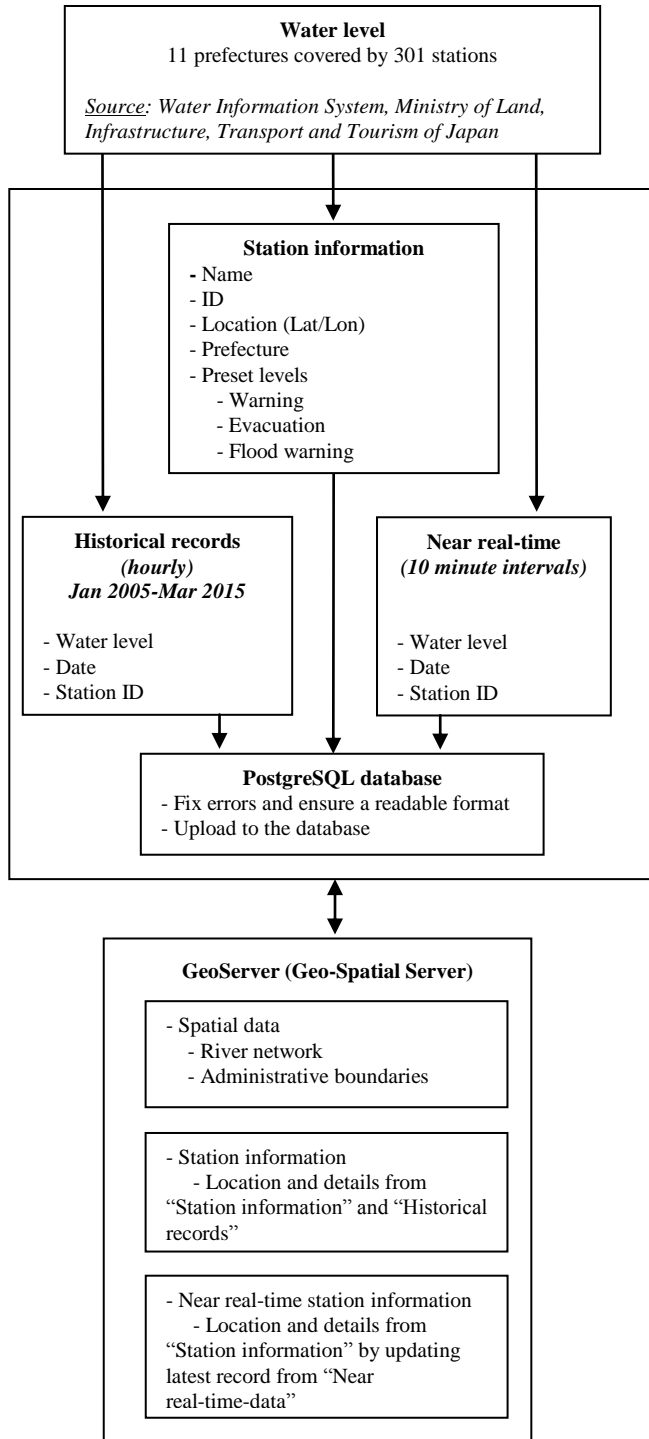 Water level
11 prefectures covered by 301 stations
Source: Water Information System, Ministry of Land,
Infrastructure, Transport and Tourism of Japan
Station information
- Name
- ID
- Location (Lat/Lon)
- Prefecture
- Preset levels
- Warning
- Evacuation
- Flood warning
Historical records
(hourly)
Jan 2005-Mar 2015
- Water level
- Date
- Station ID
Near real-time
(10 minute intervals)
- Water level
- Date
- Station ID
PostgreSQL database
- Fix errors and ensure a readable format
- Upload to the database
GeoServer (Geo-Spatial Server)
- Spatial data
- River network
- Administrative boundaries
- Station information
- Location and details from
“Station information” and “Historical
records”
- Near real-time station information
- Location and details from
“Station information” by updating
latest record from “Near
real-time-data”